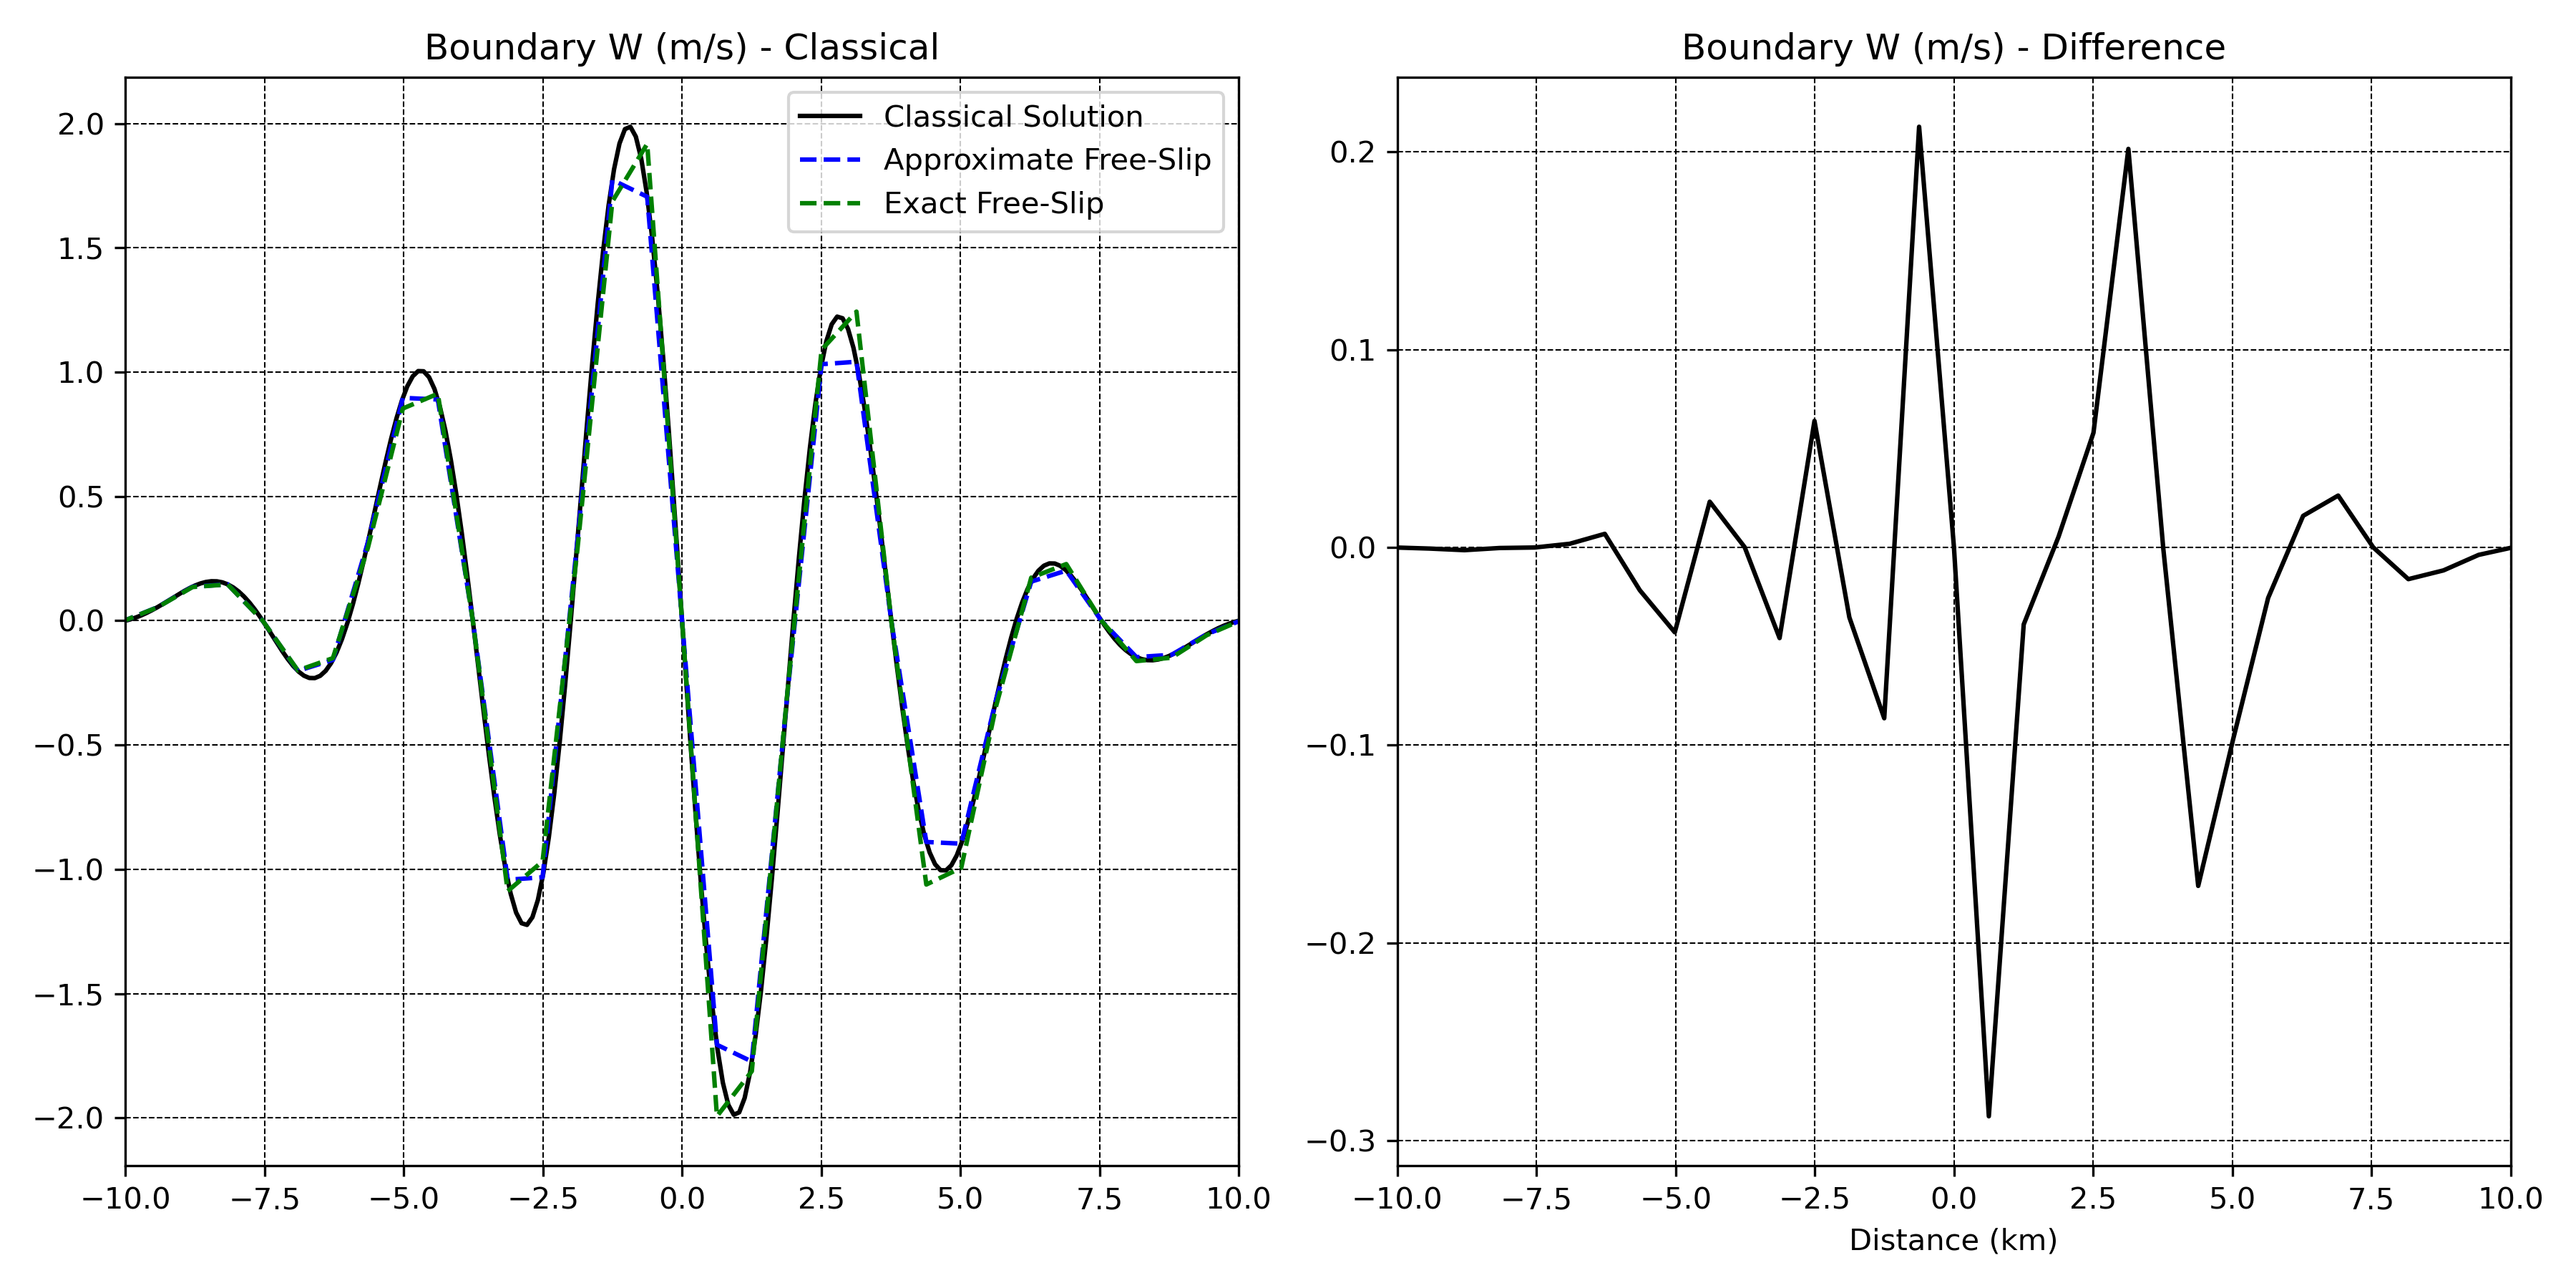 Boundary W (m/s) - Classical
2.0
1.5
1.0
0.5
0.0
−0.5
−1.0
−1.5
−2.0
−10.0 −7.5 −5.0 −2.5 0.0 2.5 5.0 7.5 10.0
Classical Solution
Approximate Free-Slip
Exact Free-Slip
Boundary W (m/s) - Difference
0.2
0.1
0.0
−0.1
−0.2
−0.3
−10.0 −7.5 −5.0 −2.5 0.0 2.5 5.0 7.5 10.0
Distance (km)